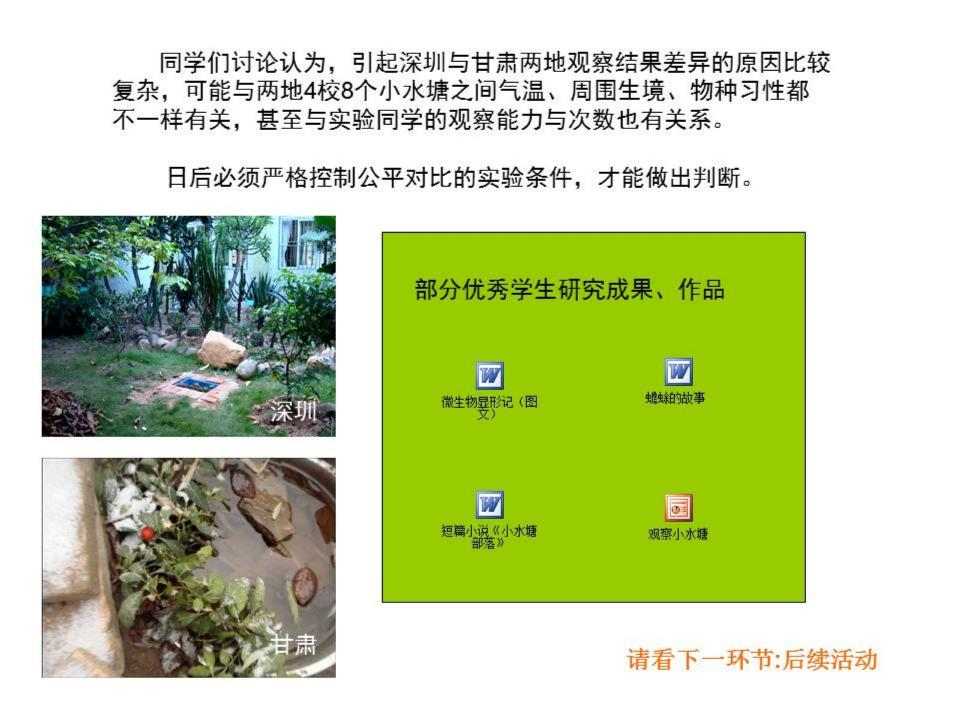 同学们讨论认为，引起深圳与甘肃两地观察结果差异的原因比较
复杂，可能与两地4校8个小水塘之间气温、周围生境、物种习性都
不一样有关，甚至与实验同学的观察能力与次数也有关系。
日后必须严格控制公平对比的实验条件，才能做出判断。
深圳
部分优秀学生研究成果、作品
微生物显形记（图
文）
蟾蜍的故事
短篇小说《小水塘
部落》
观察小水塘
甘肃
请看下一环节:后续活动